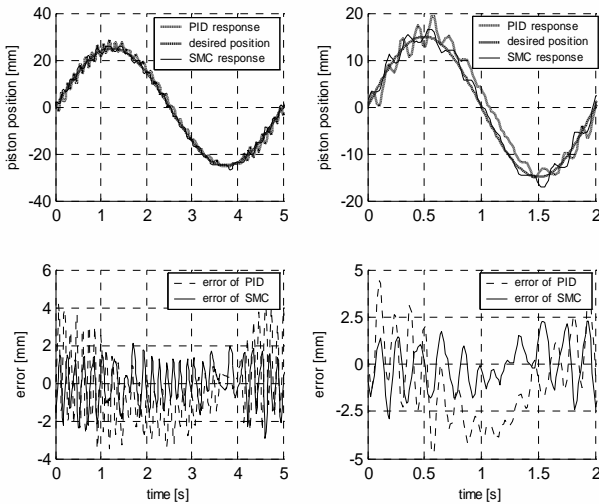 40
20
0
-20
-40
piston position [mm]
PID response
desired position
SMC response
0
1
2
3
4
5
20
10
0
-10
-20
piston position [mm]
PID response
desired position
SMC response
0
0.5
1
1.5
2
6
4
2
0
-2
-4
error [mm]
error of PID
error of SMC
0
1
2
3
4
5
time [s]
5
2.5
0
-2.5
-5
error [mm]
error of PID
error of SMC
0
0.5
1
1.5
2
time [s]